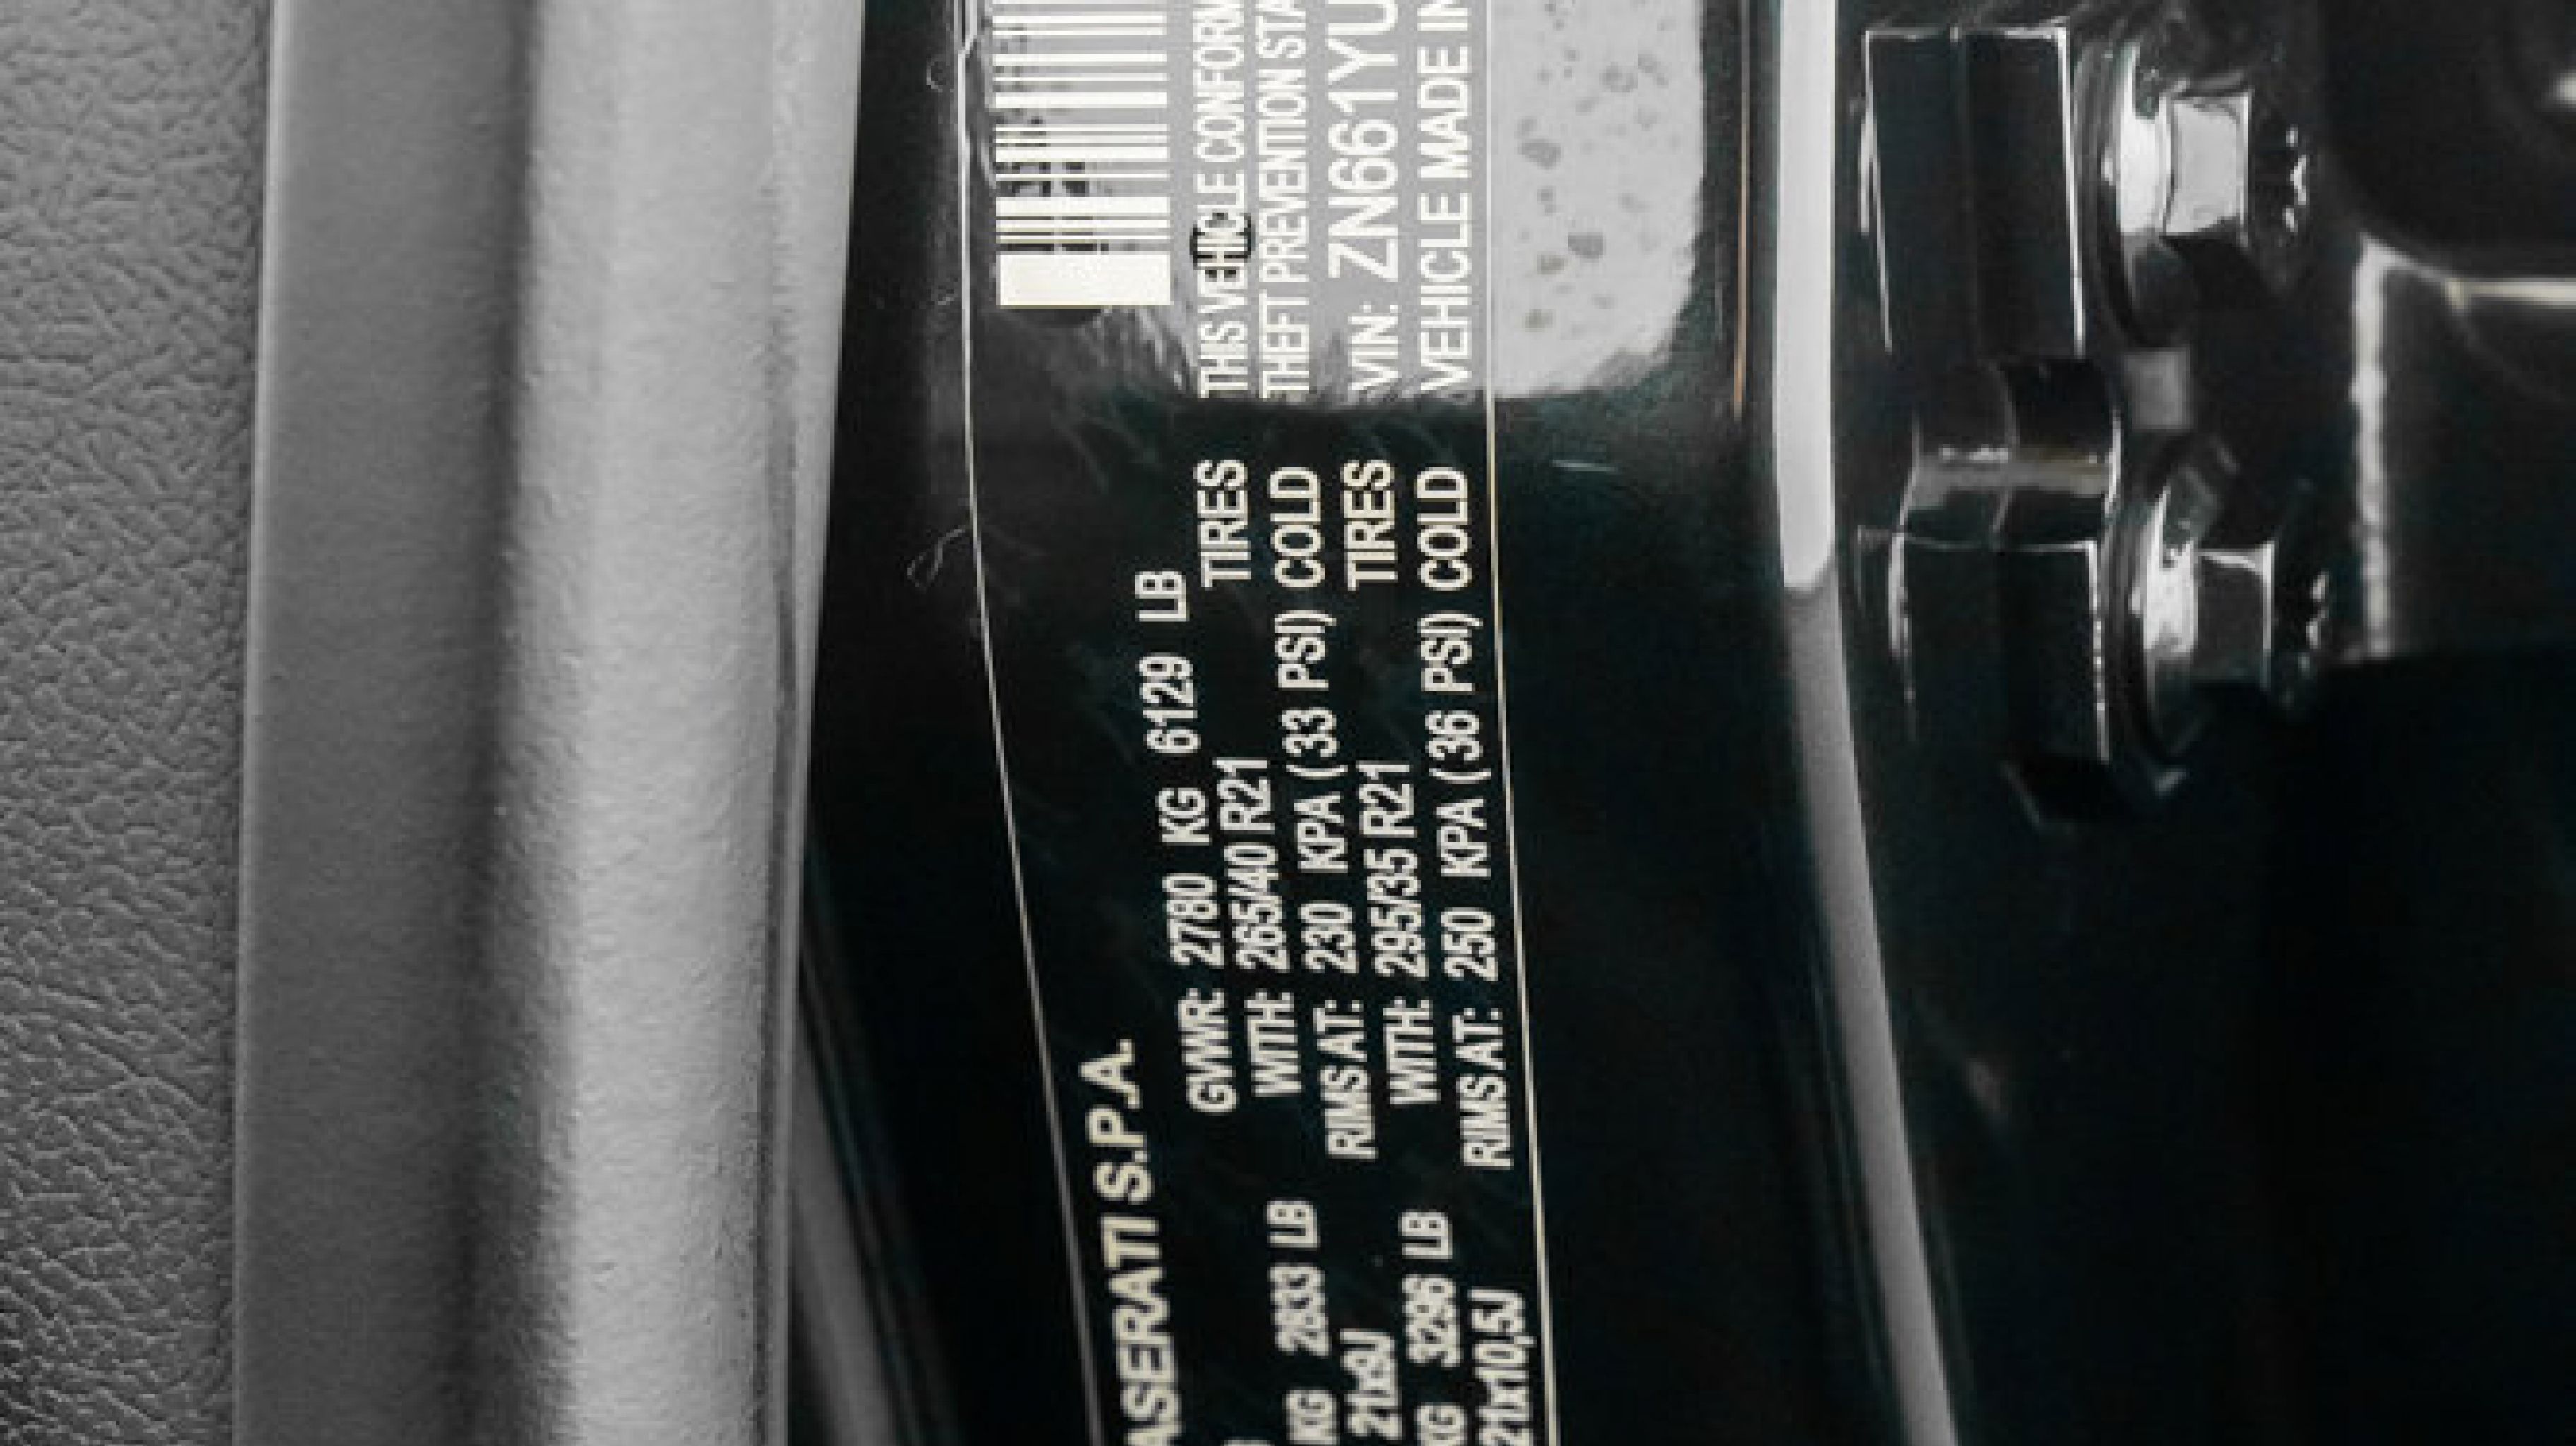 ASERATI S.P.A.
GVWR: 2780 KG 6129 LB
KG 2833 LB WITH: 265/40 R21 TIRES
21x9J RIMS AT: 230 KPA (33 PSI) COLD
KG 3296 LB WITH: 295/35 R21 TIRES
21x10,5J RIMS AT: 250 KPA (36 PSI) COLD
THIS VEHICLE CONFORM
THEFT PREVENTION STA
VIN: ZN661YU
VEHICLE MADE IN